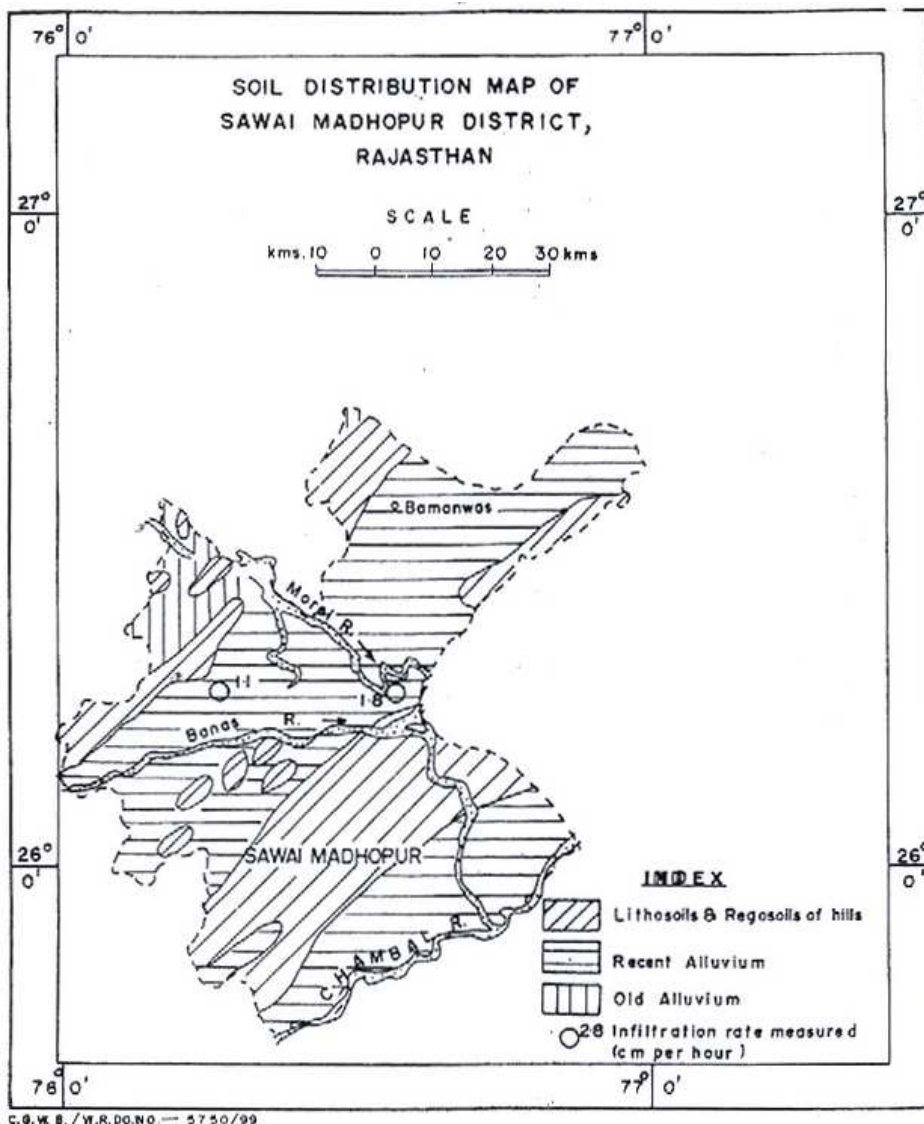 76° 0'
77° 0'
SOIL DISTRIBUTION MAP OF
SAWAI MADHOPUR DISTRICT,
RAJASTHAN
27° 0'
27° 0'
SCALE
kms. 10 0 10 20 30 kms
Bamanwas
Morel R.
1·1
1·8
Banas R.
SAWAI MADHOPUR
26° 0'
26° 0'
CHAMBAL R.
INDEX
Lithosoils & Regosoils of hills
Recent Alluvium
Old Alluvium
28 Infiltration rate measured
(cm per hour)
76° 0'
77° 0'
C.G.W.B./W.R.DO.NO — 5750/99